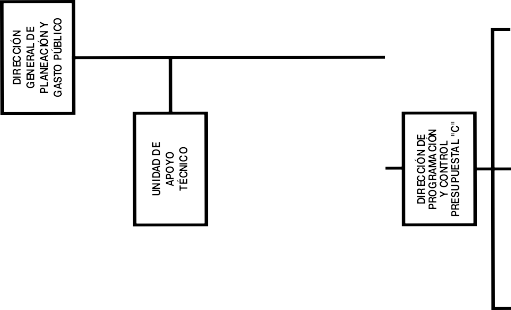 DIRECCIÓN
GENERAL DE
PLANEACIÓN Y
GASTO PÚBLICO
UNIDAD DE
APOYO
TÉCNICO
DIRECCIÓN DE
PROGRAMACIÓN
Y CONTROL
PRESUPUESTAL "C"